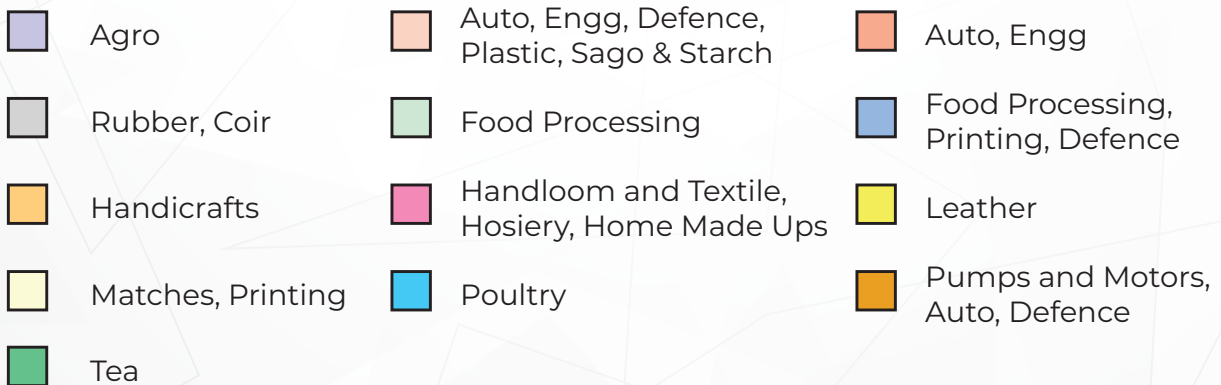 Agro
Auto, Engg, Defence,
Plastic, Sago & Starch
Auto, Engg
Rubber, Coir
Food Processing
Food Processing,
Printing, Defence
Handicrafts
Handloom and Textile,
Hosiery, Home Made Ups
Leather
Matches, Printing
Poultry
Pumps and Motors,
Auto, Defence
Tea